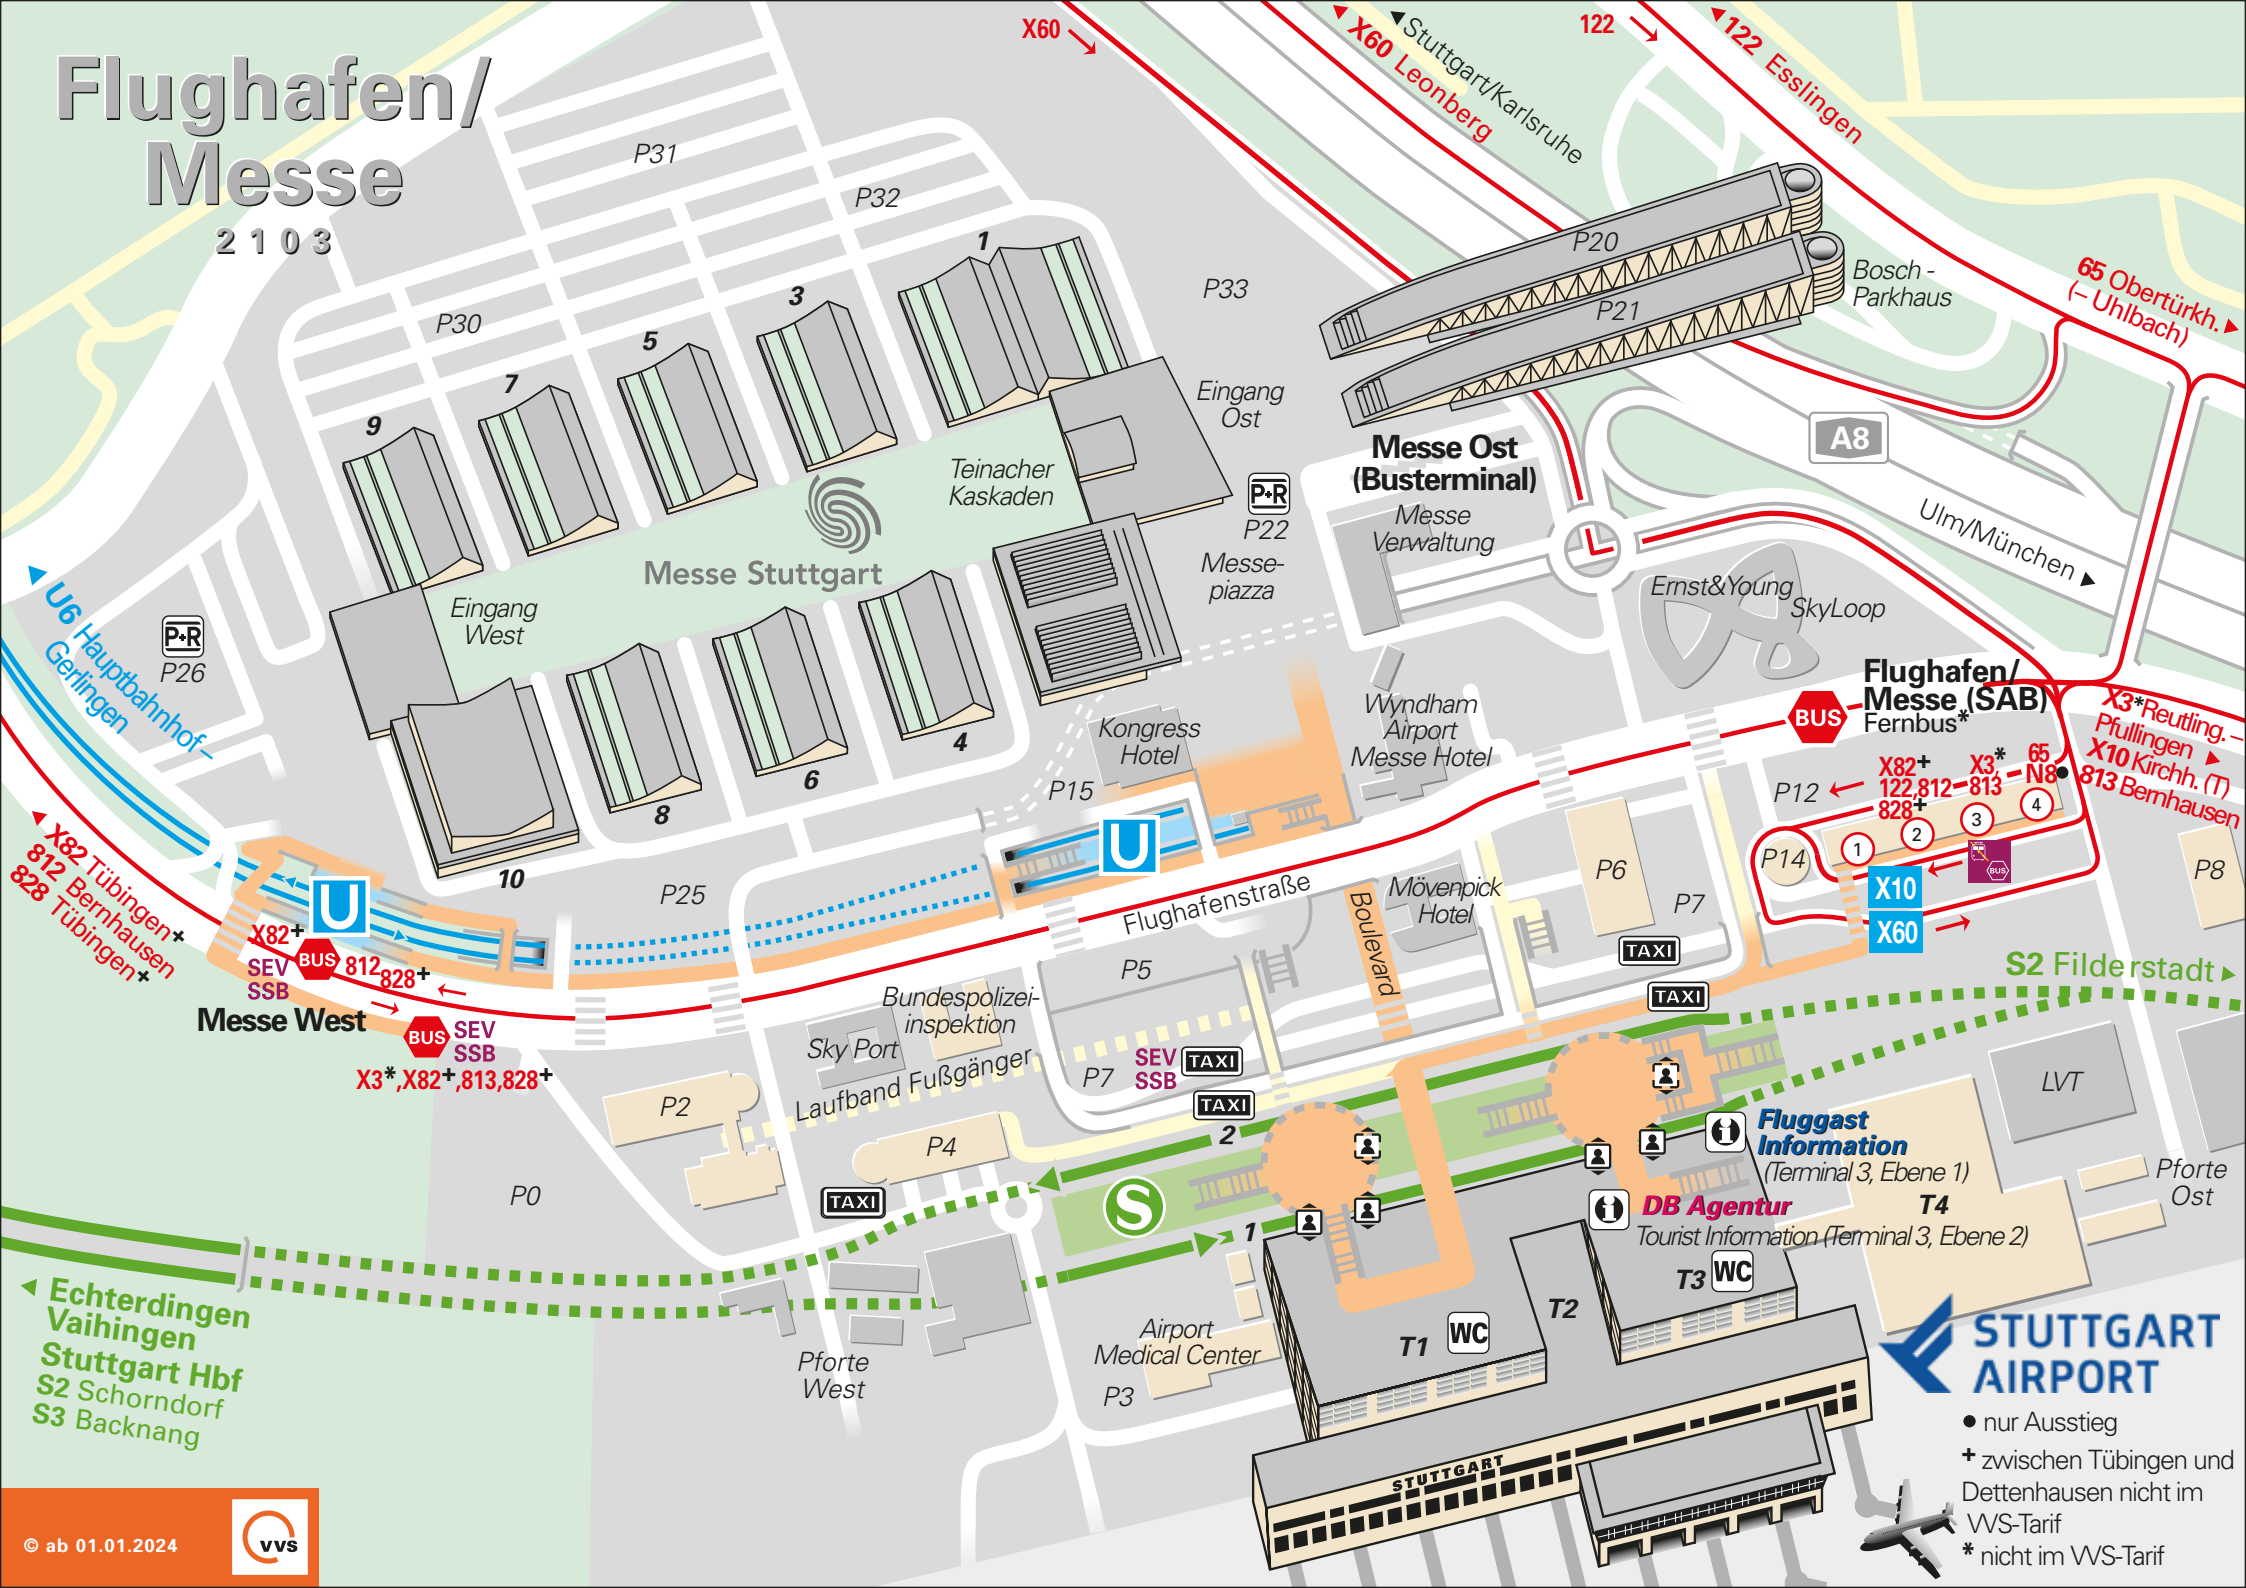 Flughafen/
Messe
2103
X60
X60 Leonberg
Stuttgart/Karlsruhe
122
122 Esslingen
65 Obertürkh.
(– Uhlbach)
P31
P32
P33
P30
P20
P21
Bosch -
Parkhaus
1
3
5
7
9
Eingang
Ost
Teinacher
Kaskaden
Messe Stuttgart
Eingang
West
P+R
P22
Messe-
piazza
Messe Ost
(Busterminal)
Messe
Verwaltung
A8
Ulm/München
Ernst&Young
SkyLoop
P+R
P26
U6 Hauptbahnhof –
Gerlingen
10
8
6
4
Kongress
Hotel
Wyndham
Airport
Messe Hotel
P15
P25
U
U
Flughafen/
Messe (SAB)
Fernbus*
BUS
X3*Reutling.–
Pfullingen
X10 Kirchh. (T)
813 Bernhausen
X82+
122,812
828+
X3*
813
65
N8
P12
P14
1
2
3
4
BUS
X10
X60
P8
P6
P7
Mövenpick
Hotel
Flughafenstraße
Boulevard
P5
TAXI
TAXI
S2 Filderstadt
X82 Tübingen+
812 Bernhausen
828 Tübingen+
X82+
SEV
SSB
BUS
812
828+
Messe West
BUS
SEV
SSB
X3*,X82+,813,828+
Bundespolizei-
inspektion
Sky Port
Laufband Fußgänger
P7
SEV
SSB
TAXI
TAXI
P2
P4
P0
TAXI
2
S
1
Fluggast
Information
(Terminal 3, Ebene 1)
DB Agentur
Tourist Information (Terminal 3, Ebene 2)
T4
LVT
Pforte
Ost
T3
WC
T2
T1
WC
Airport
Medical Center
P3
Pforte
West
Echterdingen
Vaihingen
Stuttgart Hbf
S2 Schorndorf
S3 Backnang
STUTTGART
STUTTGART
AIRPORT
● nur Ausstieg
+ zwischen Tübingen und
Dettenhausen nicht im
VVS-Tarif
* nicht im VVS-Tarif
© ab 01.01.2024
VVS